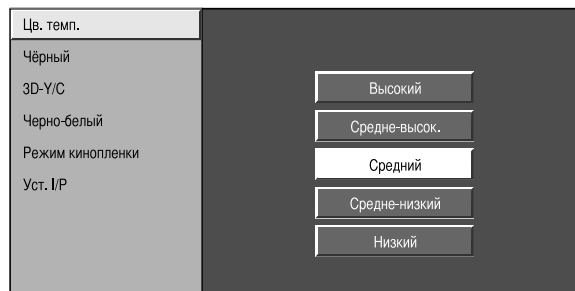 Цв. темп.
Чёрный
3D-Y/C
Черно-белый
Режим кинопленки
Уст. I/P
Высокий
Средне-высок.
Средний
Средне-низкий
Низкий